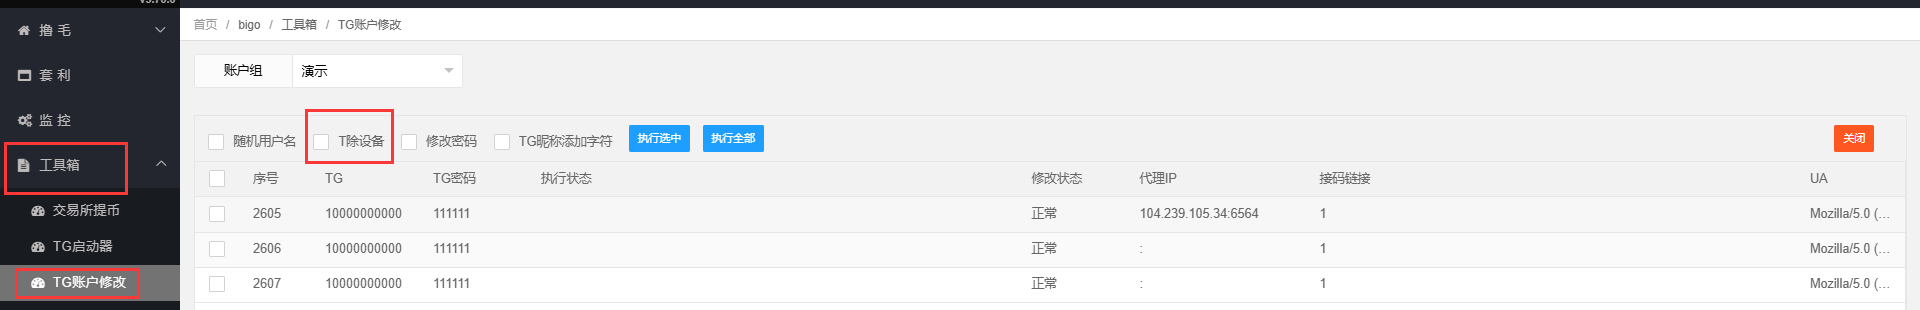 v3.76.0
首页 / bigo / 工具箱 / TG账户修改
撸 毛
套 利
监 控
工具箱
交易所提币
TG启动器
TG账户修改
账户组 演示
随机用户名 T除设备 修改密码 TG昵称添加字符 执行选中 执行全部 关闭
序号 TG TG密码 执行状态 修改状态 代理IP 接码链接 UA
2605 10000000000 111111 正常 104.239.105.34:6564 1 Mozilla/5.0 (...
2606 10000000000 111111 正常 : 1 Mozilla/5.0 (...
2607 10000000000 111111 正常 : 1 Mozilla/5.0 (...